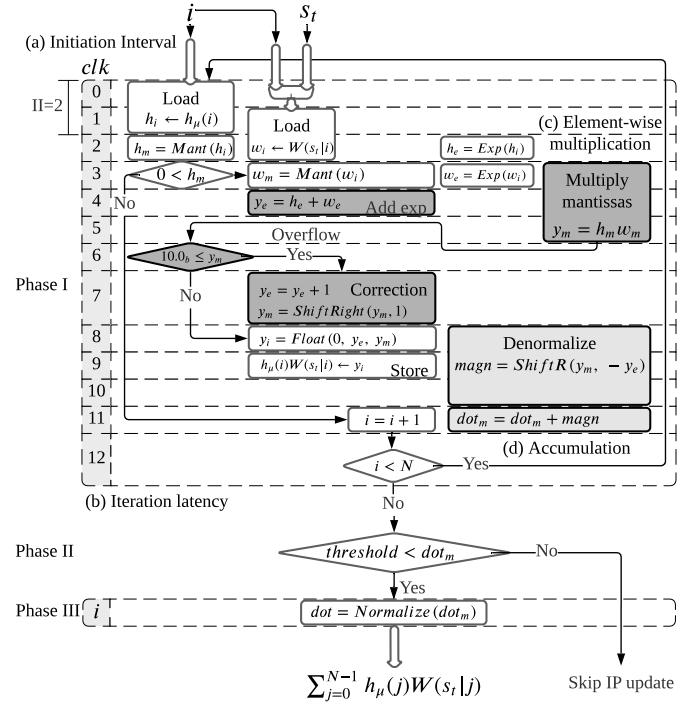 i
s_t
(a) Initiation Interval
clk
II=2
0
Load
h_i ← h_μ(i)
1
Load
w_i ← W(s_t|i)
(c) Element-wise
multiplication
2
h_m = Mant(h_i)
h_e = Exp(h_i)
3
0 < h_m
w_m = Mant(w_i)
w_e = Exp(w_i)
No
4
y_e = h_e + w_e
Add exp
Multiply
mantissas
y_m = h_m w_m
5
Overflow
6
10.0_b ≤ y_m
Yes
Phase I
No
7
y_e = y_e + 1
Correction
y_m = ShiftRight(y_m, 1)
8
y_i = Float(0, y_e, y_m)
Denormalize
magn = ShiftR(y_m, − y_e)
9
h_μ(i)W(s_t|i) ← y_i
Store
10
11
i = i + 1
dot_m = dot_m + magn
(d) Accumulation
12
i < N
Yes
(b) Iteration latency
No
Phase II
threshold < dot_m
No
Yes
Phase III
i
dot = Normalize(dot_m)
∑_{j=0}^{N−1} h_μ(j)W(s_t|j)
Skip IP update